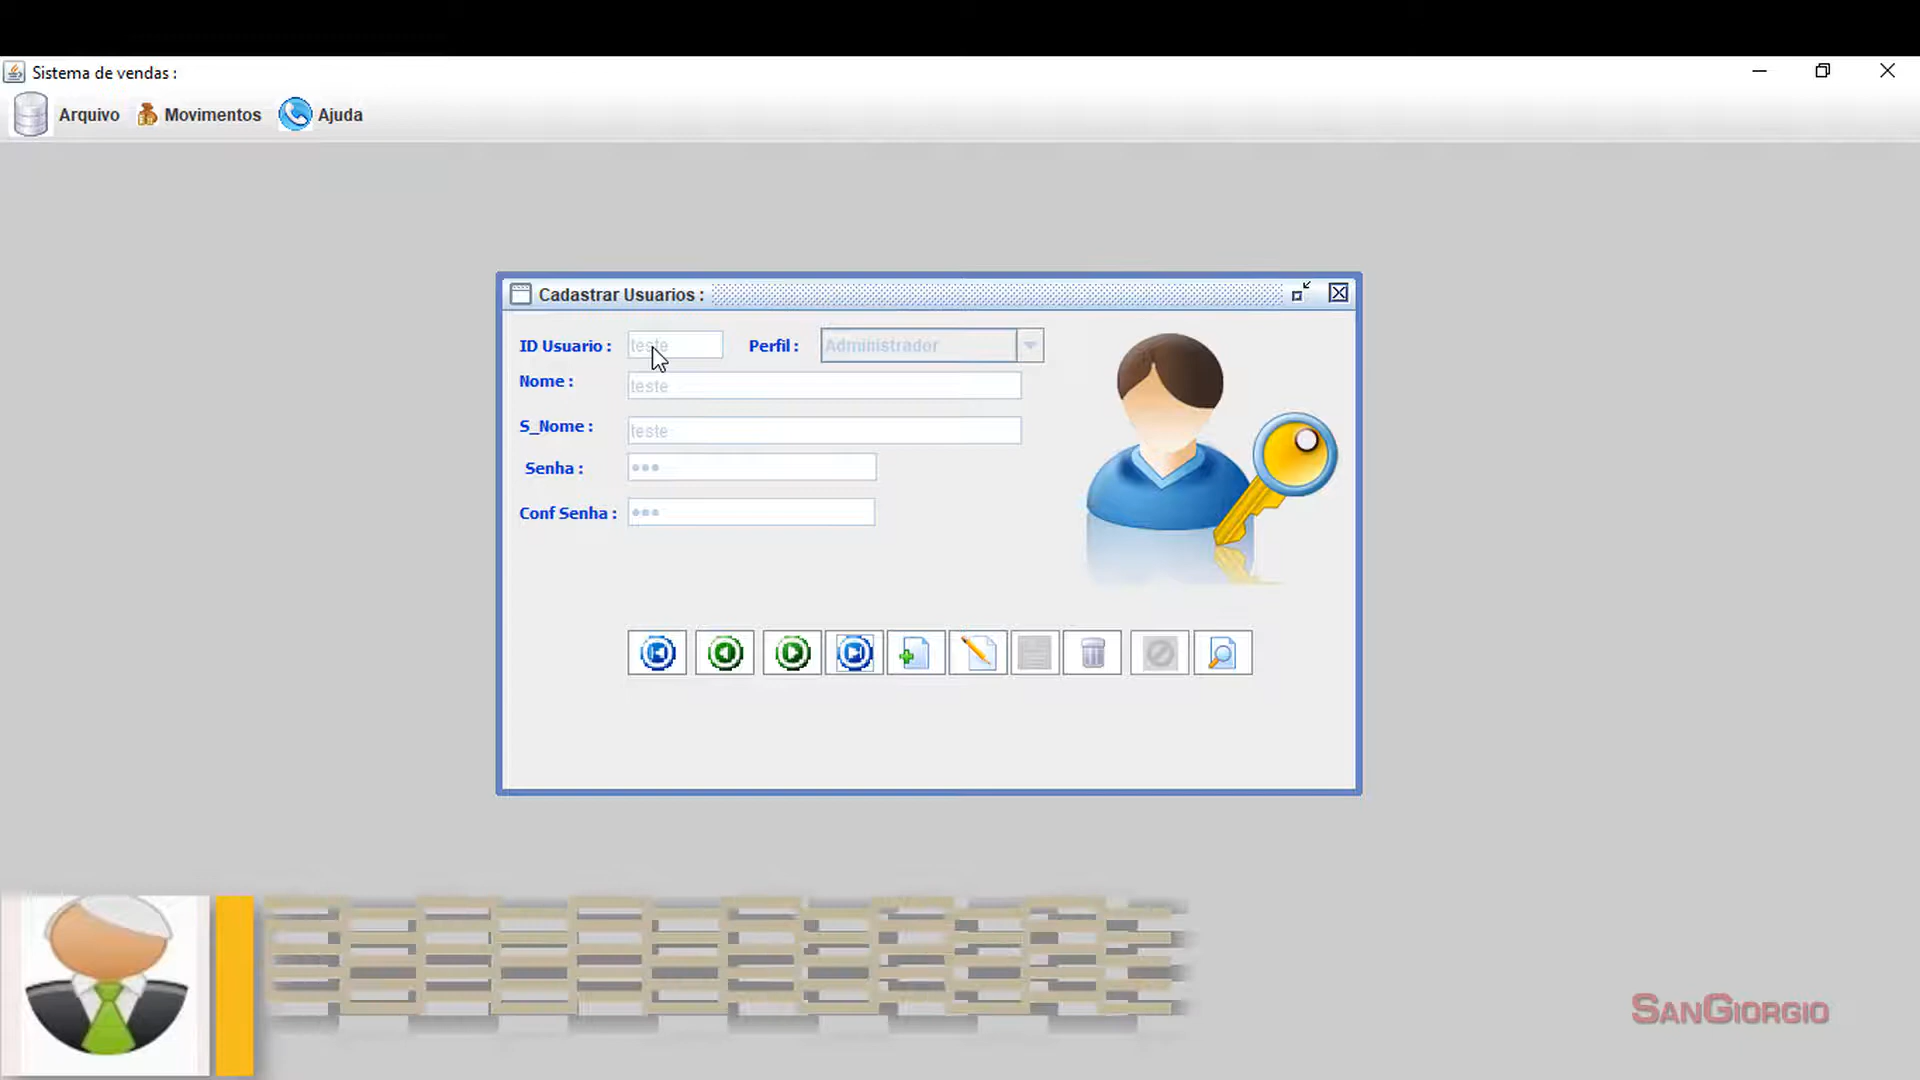 Sistema de vendas :
Arquivo Movimentos Ajuda
Cadastrar Usuarios :
ID Usuario : teste Perfil : Administrador
Nome : teste
S_Nome : teste
Senha : •••
Conf Senha : •••
SANGIORGIO